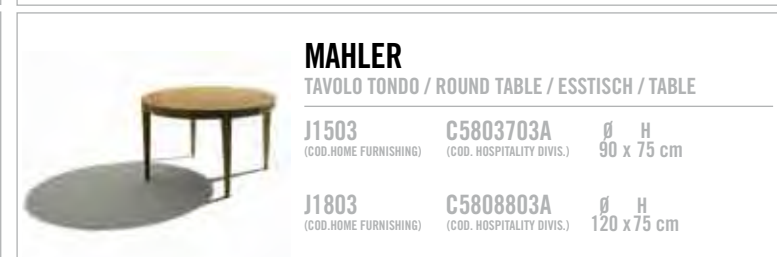 MAHLER
TAVOLO TONDO / ROUND TABLE / ESSTISCH / TABLE
J1503 C5803703A Ø H
(COD.HOME FURNISHING) (COD. HOSPITALITY DIVIS.) 90 x 75 cm
J1803 C5808803A Ø H
(COD.HOME FURNISHING) (COD. HOSPITALITY DIVIS.) 120 x 75 cm